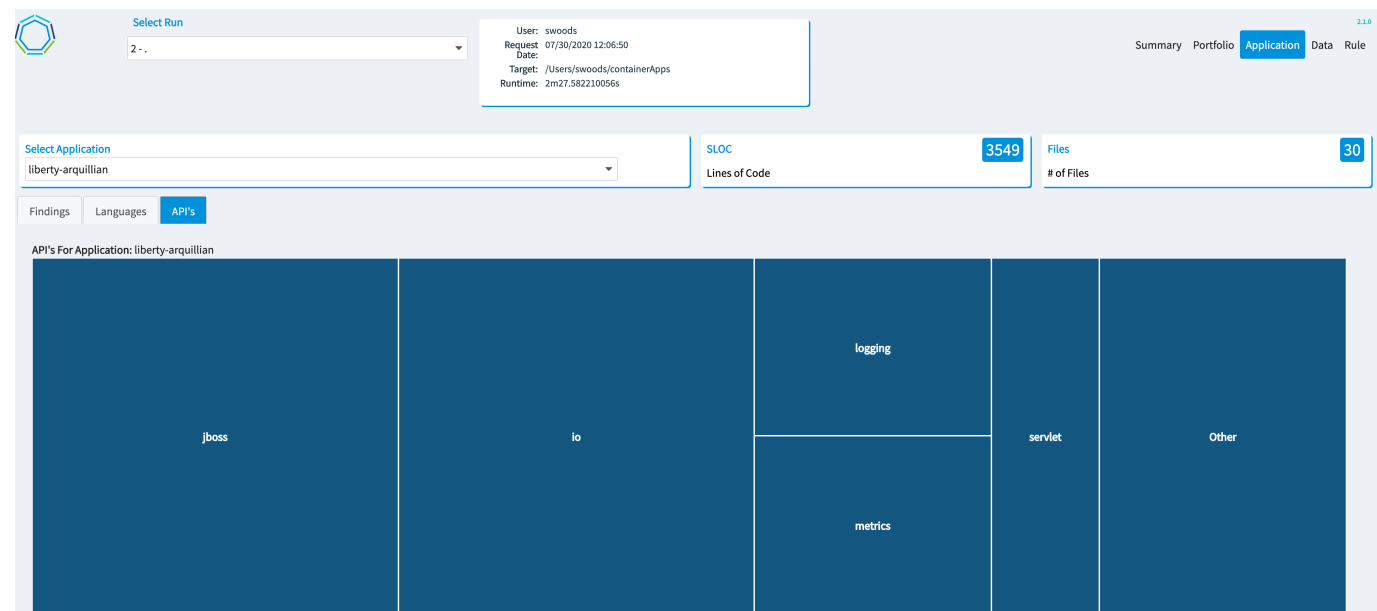 Select Run
2 - .
User: swoods
Request Date: 07/30/2020 12:06:50
Target: /Users/swoods/containerApps
Runtime: 2m27.582210056s
2.1.0
Summary Portfolio Application Data Rule
Select Application
liberty-arquillian
SLOC 3549
Lines of Code
Files 30
# of Files
Findings Languages API's
API's For Application: liberty-arquillian
jboss
io
logging
metrics
servlet
Other